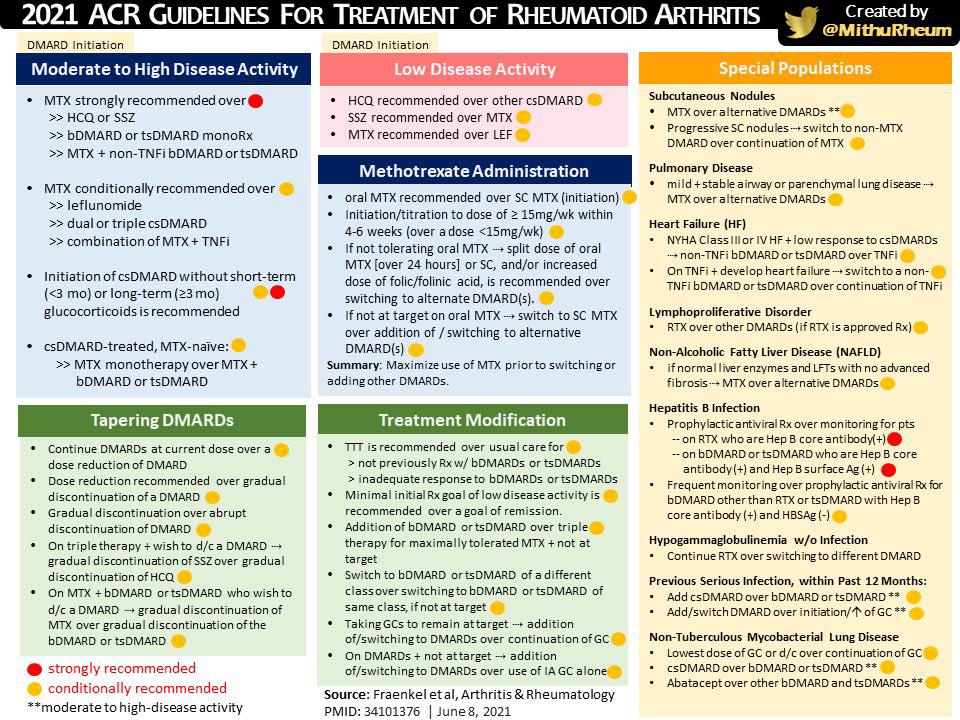 2021 ACR GUIDELINES FOR TREATMENT OF RHEUMATOID ARTHRITIS
Created by
@MithuRheum
DMARD Initiation
Moderate to High Disease Activity
• MTX strongly recommended over
>> HCQ or SSZ
>> bDMARD or tsDMARD monoRx
>> MTX + non-TNFi bDMARD or tsDMARD
• MTX conditionally recommended over
>> leflunomide
>> dual or triple csDMARD
>> combination of MTX + TNFi
• Initiation of csDMARD without short-term
(<3 mo) or long-term (≥3 mo)
glucocorticoids is recommended
• csDMARD-treated, MTX-naïve:
>> MTX monotherapy over MTX +
bDMARD or tsDMARD
Tapering DMARDs
• Continue DMARDs at current dose over a
dose reduction of DMARD
• Dose reduction recommended over gradual
discontinuation of a DMARD
• Gradual discontinuation over abrupt
discontinuation of DMARD
• On triple therapy + wish to d/c a DMARD ⇢
gradual discontinuation of SSZ over gradual
discontinuation of HCQ
• On MTX + bDMARD or tsDMARD who wish to
d/c a DMARD ⇢ gradual discontinuation of
MTX over gradual discontinuation of the
bDMARD or tsDMARD
strongly recommended
conditionally recommended
**moderate to high-disease activity
DMARD Initiation
Low Disease Activity
• HCQ recommended over other csDMARD
• SSZ recommended over MTX
• MTX recommended over LEF
Methotrexate Administration
• oral MTX recommended over SC MTX (initiation)
• Initiation/titration to dose of ≥ 15mg/wk within
4-6 weeks (over a dose <15mg/wk)
• If not tolerating oral MTX ⇢ split dose of oral
MTX [over 24 hours] or SC, and/or increased
dose of folic/folinic acid, is recommended over
switching to alternate DMARD(s).
• If not at target on oral MTX ⇢ switch to SC MTX
over addition of / switching to alternative
DMARD(s)
Summary: Maximize use of MTX prior to switching or
adding other DMARDs.
Treatment Modification
• TTT is recommended over usual care for
> not previously Rx w/ bDMARDs or tsDMARDs
> inadequate response to bDMARDs or tsDMARDs
• Minimal initial Rx goal of low disease activity is
recommended over a goal of remission.
• Addition of bDMARD or tsDMARD over triple
therapy for maximally tolerated MTX + not at
target
• Switch to bDMARD or tsDMARD of a different
class over switching to bDMARD or tsDMARD of
same class, if not at target
• Taking GCs to remain at target ⇢ addition
of/switching to DMARDs over continuation of GC
• On DMARDs + not at target ⇢ addition
of/switching to DMARDs over use of IA GC alone
Source: Fraenkel et al, Arthritis & Rheumatology
PMID: 34101376 | June 8, 2021
Special Populations
Subcutaneous Nodules
• MTX over alternative DMARDs **
• Progressive SC nodules ⇢ switch to non-MTX
DMARD over continuation of MTX
Pulmonary Disease
• mild + stable airway or parenchymal lung disease ⇢
MTX over alternative DMARDs
Heart Failure (HF)
• NYHA Class III or IV HF + low response to csDMARDs
⇢ non-TNFi bDMARD or tsDMARD over TNFi
• On TNFi + develop heart failure ⇢ switch to a non-
TNFi bDMARD or tsDMARD over continuation of TNFi
Lymphoproliferative Disorder
• RTX over other DMARDs (if RTX is approved Rx)
Non-Alcoholic Fatty Liver Disease (NAFLD)
• if normal liver enzymes and LFTs with no advanced
fibrosis ⇢ MTX over alternative DMARDs
Hepatitis B Infection
• Prophylactic antiviral Rx over monitoring for pts
-- on RTX who are Hep B core antibody(+)
-- on bDMARD or tsDMARD who are Hep B core
antibody (+) and Hep B surface Ag (+)
• Frequent monitoring over prophylactic antiviral Rx for
bDMARD other than RTX or tsDMARD with Hep B
core antibody (+) and HBSAg (-)
Hypogammaglobulinemia w/o Infection
• Continue RTX over switching to different DMARD
Previous Serious Infection, within Past 12 Months:
• Add csDMARD over bDMARD or tsDMARD **
• Add/switch DMARD over initiation/↑ of GC **
Non-Tuberculous Mycobacterial Lung Disease
• Lowest dose of GC or d/c over continuation of GC
• csDMARD over bDMARD or tsDMARD **
• Abatacept over other bDMARD and tsDMARDs **